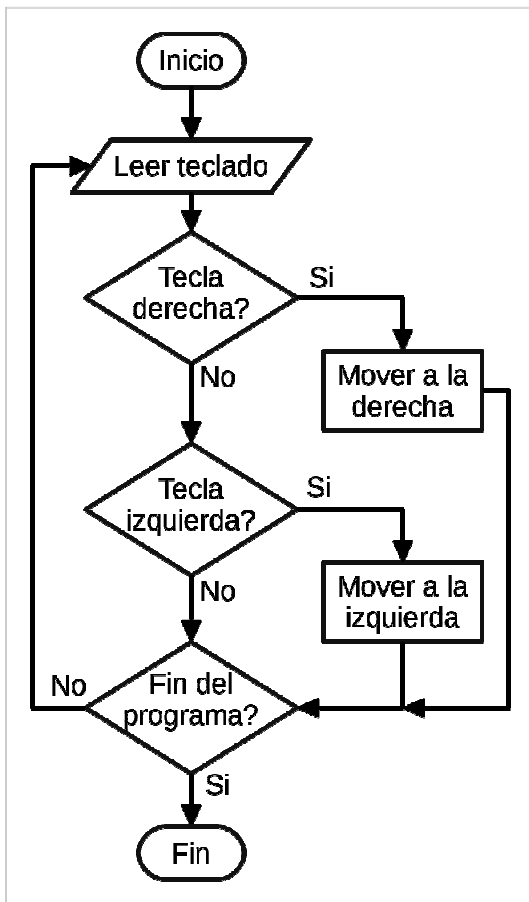 Inicio
Leer teclado
Tecla
derecha?
Si
No
Mover a la
derecha
Tecla
izquierda?
Si
No
Mover a la
izquierda
Fin del
programa?
No
Si
Fin